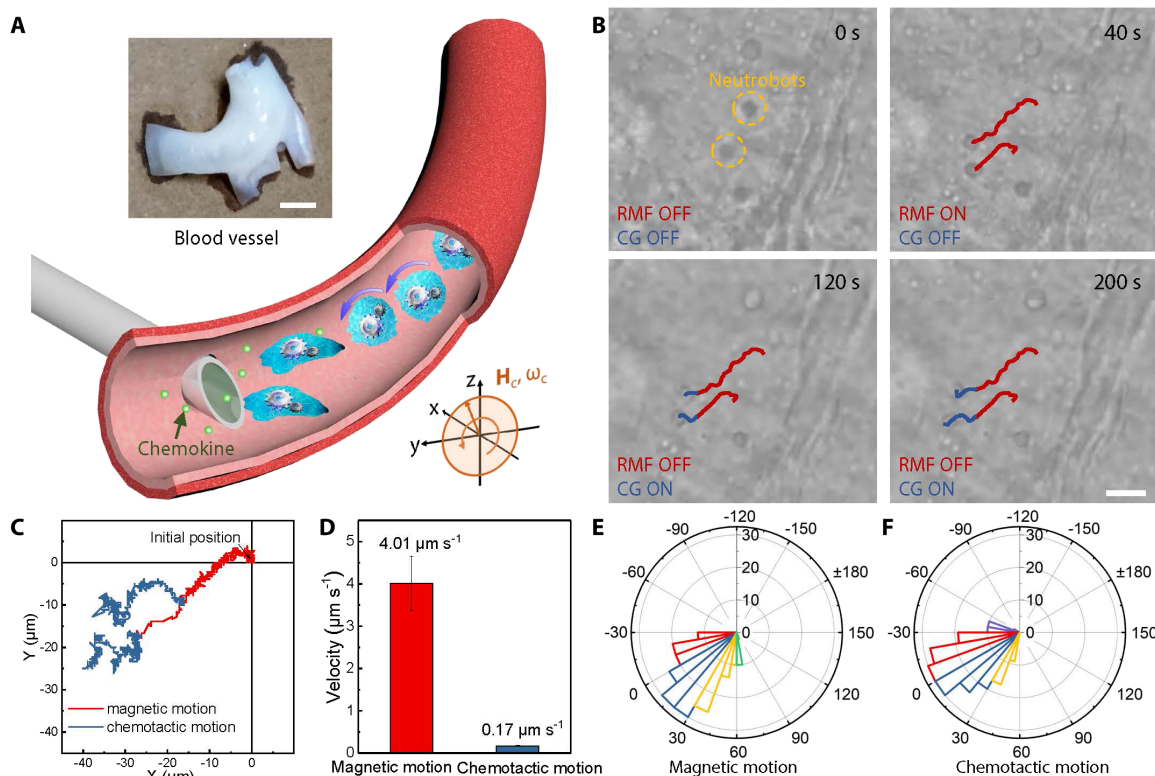 A
Blood vessel
Chemokine
H_c, ω_c
z
x
y
B
0 s
Neutrobots
RMF OFF
CG OFF
40 s
RMF ON
CG OFF
120 s
RMF OFF
CG ON
200 s
RMF OFF
CG ON
C
Initial position
0
-10
-20
-30
-40
Y (μm)
magnetic motion
chemotactic motion
-40 -30 -20 -10 0
X (μm)
D
5
4
3
2
1
0
Velocity (μm s⁻¹)
4.01 μm s⁻¹
0.17 μm s⁻¹
Magnetic motion Chemotactic motion
E
-120
-90 -150
-60 ±180
-30 150
0 120
30 90
60
30
20
10
0
Magnetic motion
F
-120
-90 -150
-60 ±180
-30 150
0 120
30 90
60
30
20
10
0
Chemotactic motion